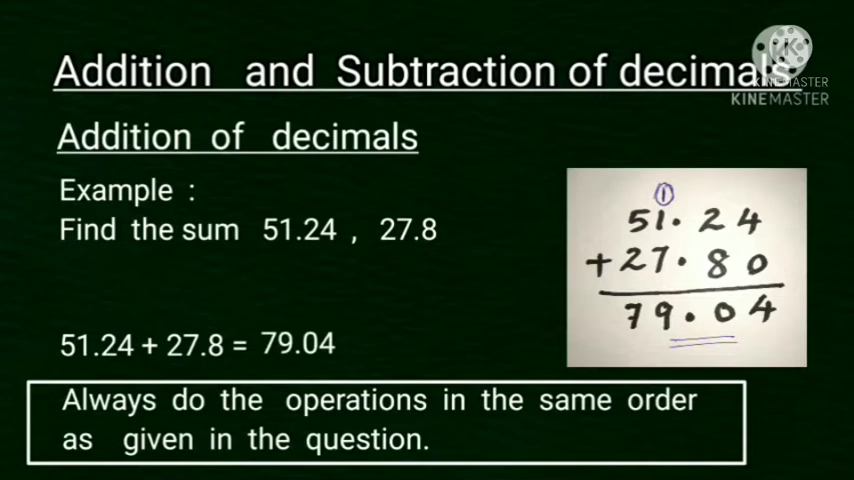 Addition and Subtraction of decimals
KINEMASTER
KINEMASTER
Addition of decimals
Example :
Find the sum 51.24 , 27.8
①
51.24
+27.80
79.04
51.24 + 27.8 = 79.04
Always do the operations in the same order
as given in the question.